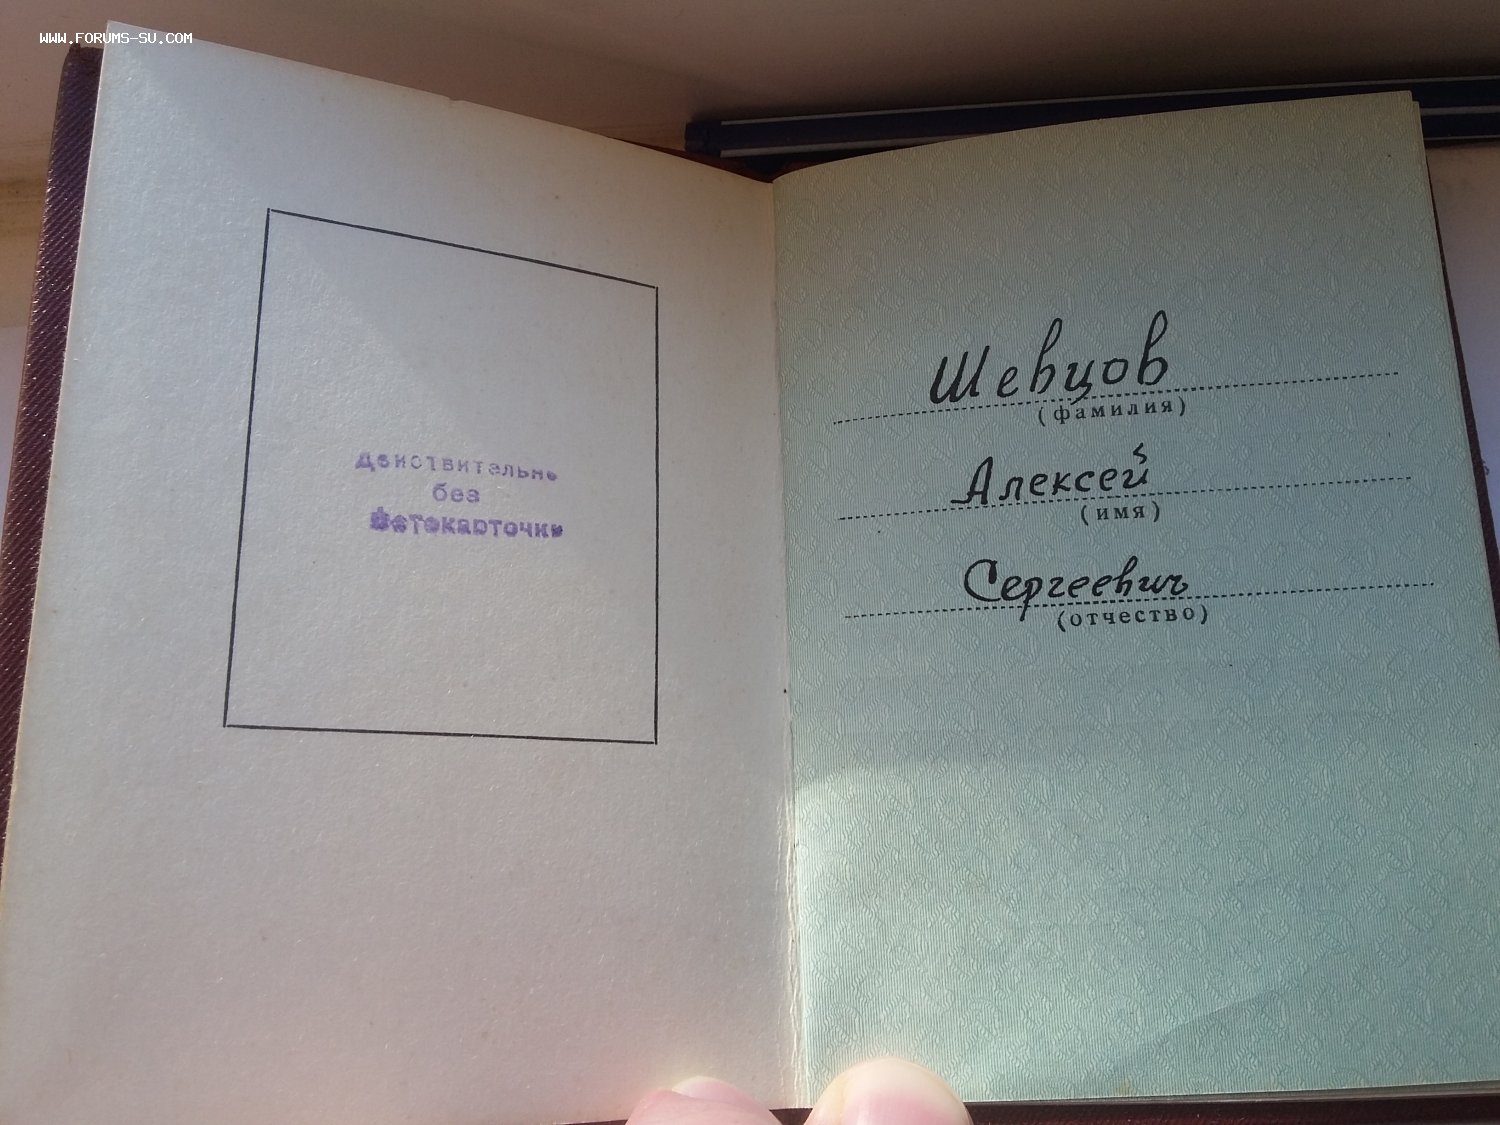 WWW.FORUMS-SU.COM
Действительно
без
фотокарточки
Шевцов
(фамилия)
Алексей
(имя)
Сергеевич
(отчество)